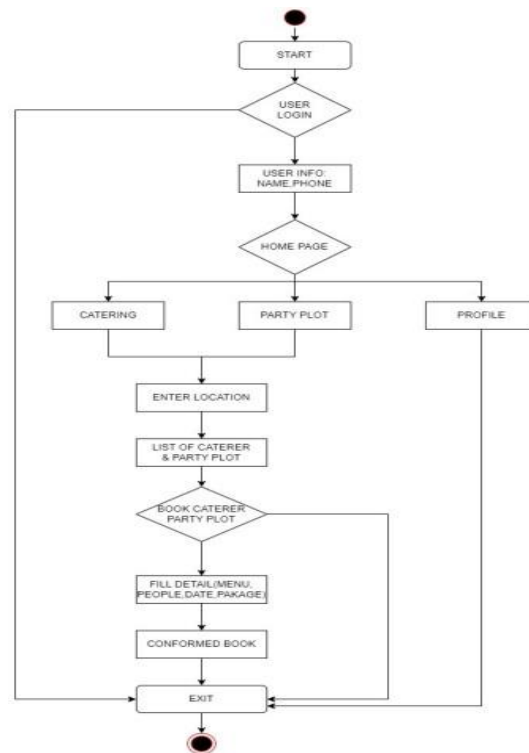 START
USER
LOGIN
USER INFO:
NAME,PHONE
HOME PAGE
CATERING
PARTY PLOT
PROFILE
ENTER LOCATION
LIST OF CATERER
& PARTY PLOT
BOOK CATERER
PARTY PLOT
FILL DETAIL(MENU,
PEOPLE,DATE,PAKAGE)
CONFORMED BOOK
EXIT